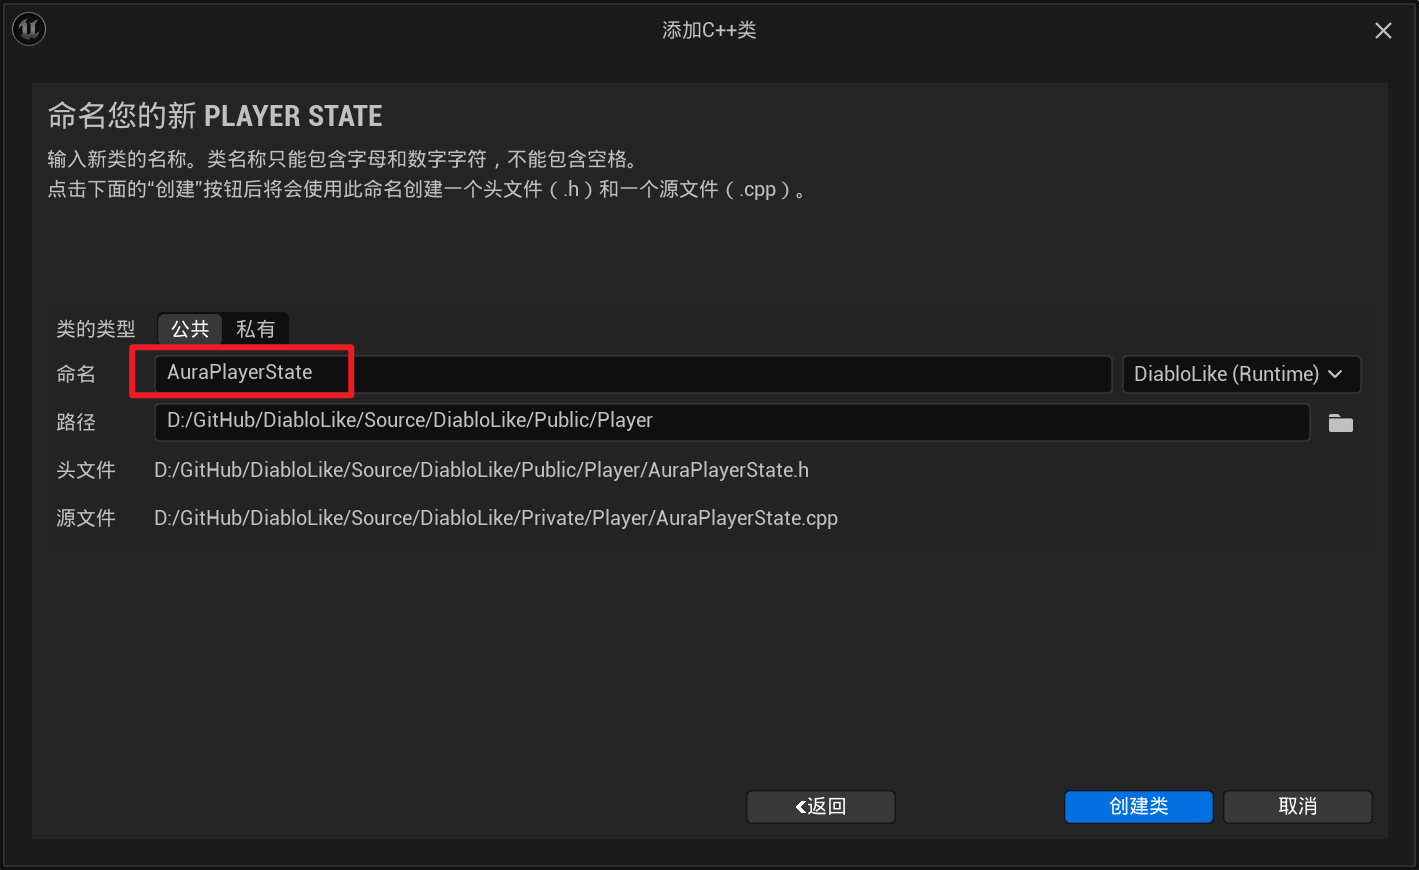 添加C++类
命名您的新 PLAYER STATE
输入新类的名称。类名称只能包含字母和数字字符，不能包含空格。
点击下面的“创建”按钮后将会使用此命名创建一个头文件（.h）和一个源文件（.cpp）。
类的类型 公共 私有
命名 AuraPlayerState DiabloLike (Runtime)
路径 D:/GitHub/DiabloLike/Source/DiabloLike/Public/Player
头文件 D:/GitHub/DiabloLike/Source/DiabloLike/Public/Player/AuraPlayerState.h
源文件 D:/GitHub/DiabloLike/Source/DiabloLike/Private/Player/AuraPlayerState.cpp
返回 创建类 取消